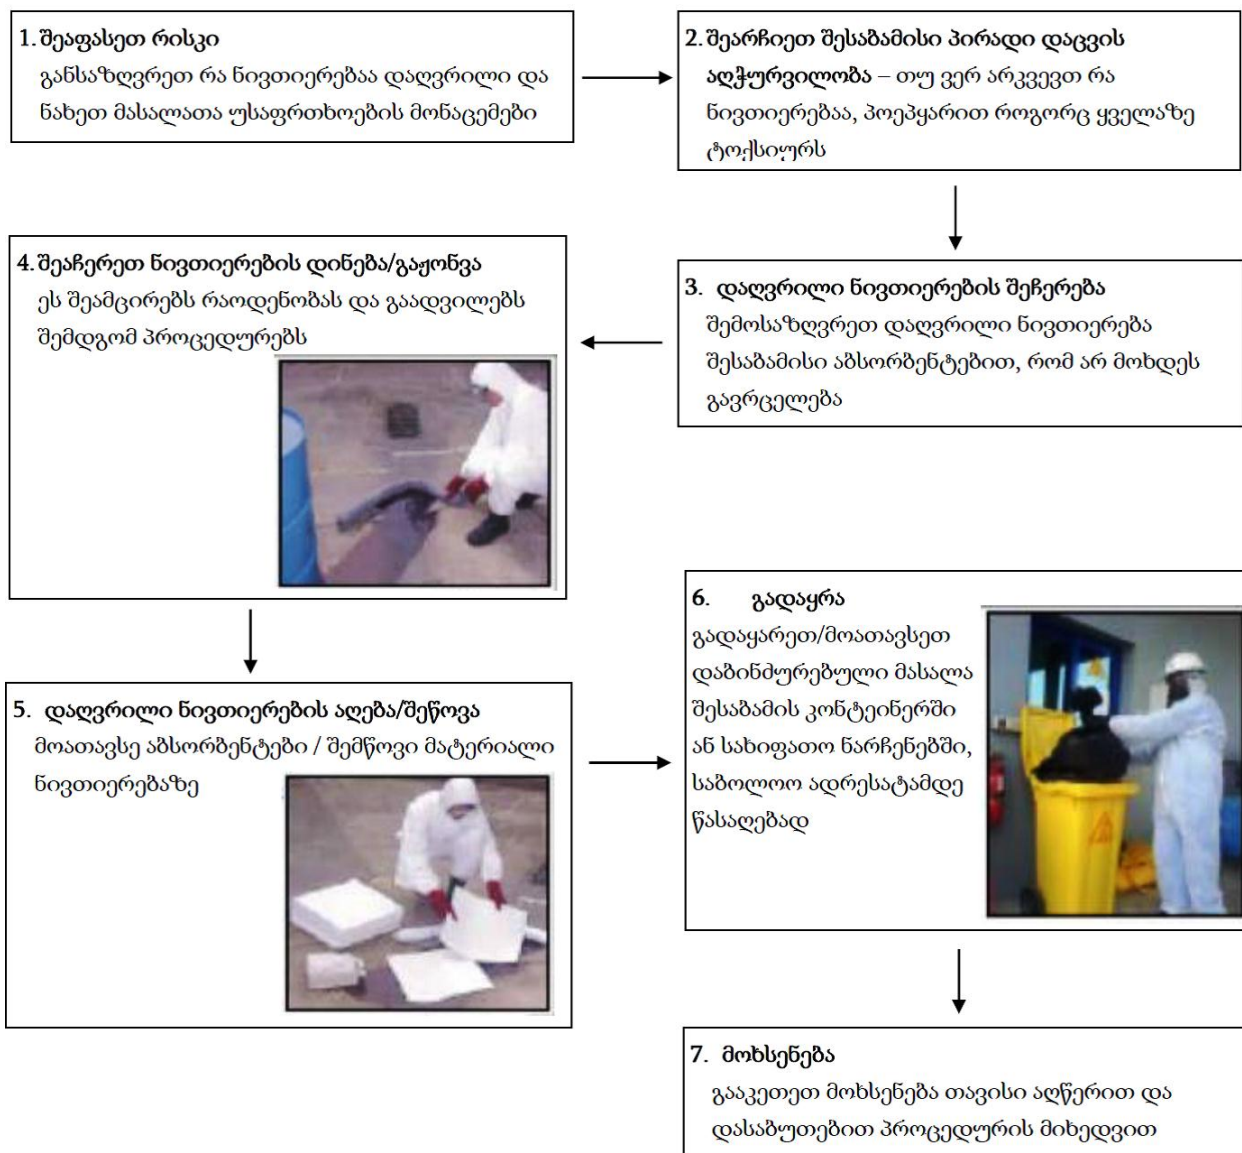 1. შეაფასეთ რისკი
განსაზღვრეთ რა ნივთიერებაა დაღვრილი და
ნახეთ მასალათა უსაფრთხოების მონაცემები
2. შეარჩიეთ შესაბამისი პირადი დაცვის
აღჭურვილობა – თუ ვერ არკვევთ რა
ნივთიერებაა, პოეპყარით როგორც ყველაზე
ტოქსიურს
3. დაღვრილი ნივთიერების შეჩერება
შემოსაზღვრეთ დაღვრილი ნივთიერება
შესაბამისი აბსორბენტებით, რომ არ მოხდეს
გავრცელება
4. შეაჩერეთ ნივთიერების დინება/გაჟონვა
ეს შეამცირებს რაოდენობას და გაადვილებს
შემდგომ პროცედურებს
5. დაღვრილი ნივთიერების აღება/შეწოვა
მოათავსე აბსორბენტები / შემწოვი მატერიალი
ნივთიერებაზე
6. გადაყრა
გადაყარეთ/მოათავსეთ
დაბინძურებული მასალა
შესაბამის კონტეინერში
ან სახიფათო ნარჩენებში,
საბოლოო ადრესატამდე
წასაღებად
7. მოხსენება
გააკეთეთ მოხსენება თავისი აღწერით და
დასაბუთებით პროცედურის მიხედვით